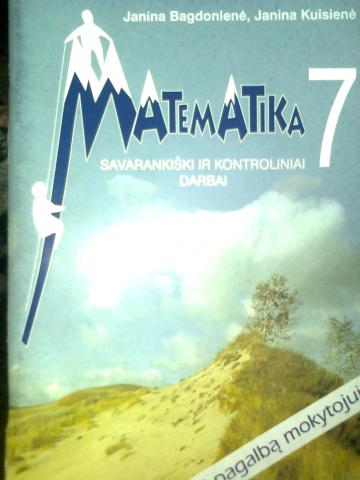 Janina Bagdonienė, Janina Kuisienė
MATEMATIKA 7
SAVARANKIŠKI IR KONTROLINIAI
DARBAI
pagalbą mokytojui